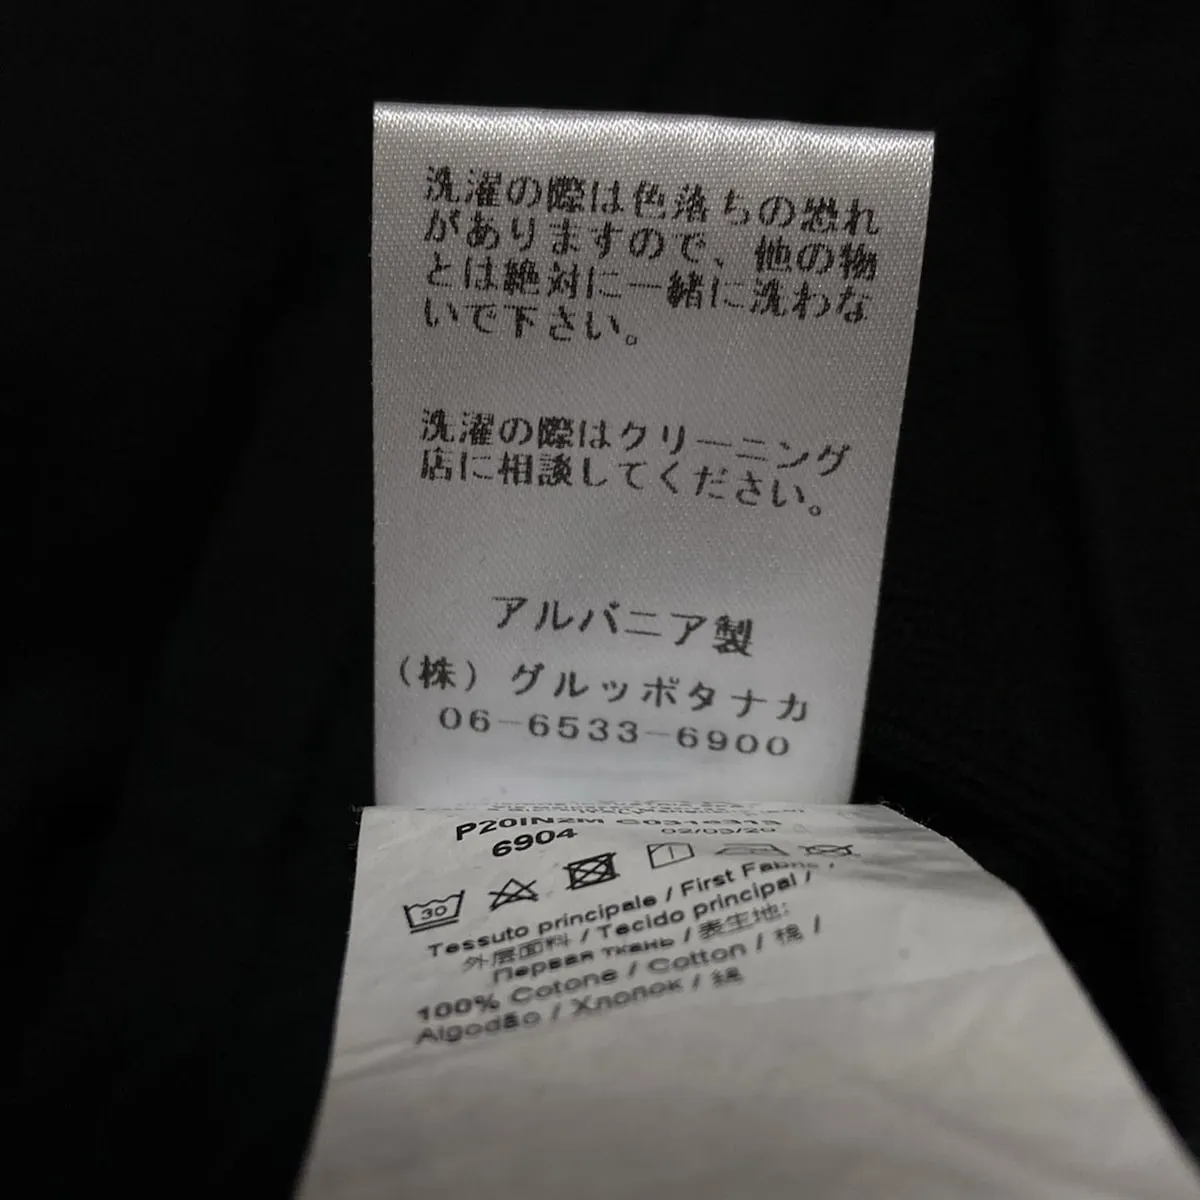 洗濯の際は色落ちの恐れ
がありますので、他の物
とは絶対に一緒に洗わな
いで下さい。
洗濯の際はクリーニング
店に相談してください。
アルバニア製
(株)グルッポタナカ
06-6533-6900
P20IN2M C0316313
6904 02/03/20
30
Tessuto principale / First Fabric /
外层面料 / Tecido principal /
Первая ткань / 表生地:
100% Cotone / Cotton / 棉 /
Algodão / Хлопок / 綿